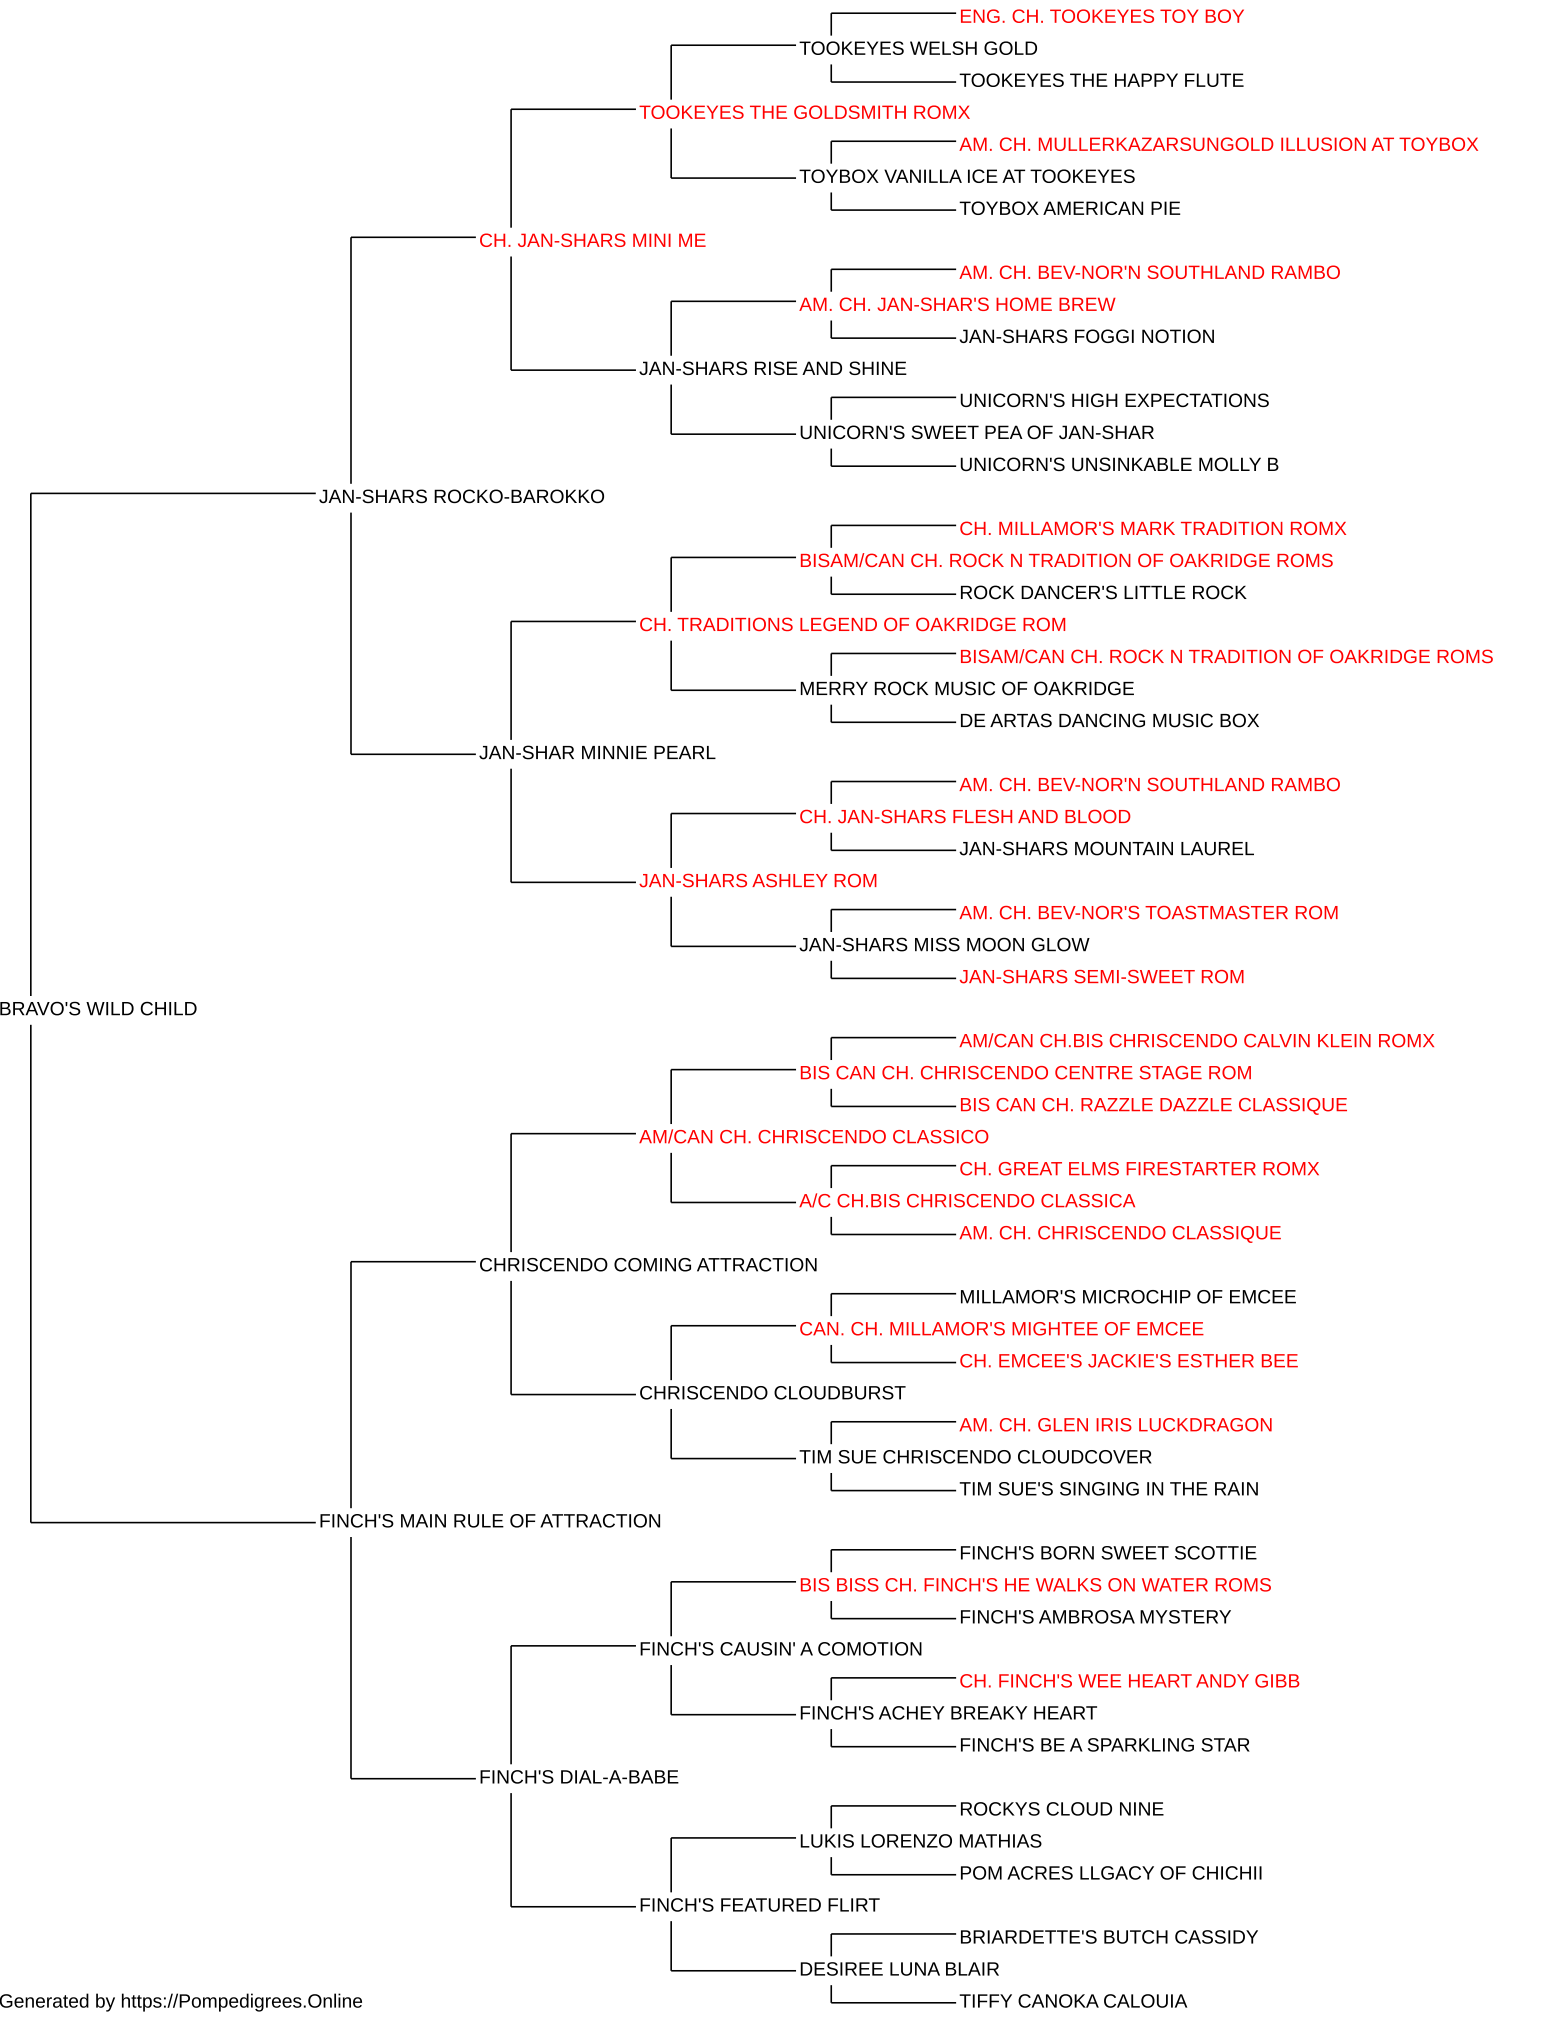 ENG. CH. TOOKEYES TOY BOY
TOOKEYES WELSH GOLD
TOOKEYES THE HAPPY FLUTE
TOOKEYES THE GOLDSMITH ROMX
AM. CH. MULLERKAZARSUNGOLD ILLUSION AT TOYBOX
TOYBOX VANILLA ICE AT TOOKEYES
TOYBOX AMERICAN PIE
CH. JAN-SHARS MINI ME
AM. CH. BEV-NOR'N SOUTHLAND RAMBO
AM. CH. JAN-SHAR'S HOME BREW
JAN-SHARS FOGGI NOTION
JAN-SHARS RISE AND SHINE
UNICORN'S HIGH EXPECTATIONS
UNICORN'S SWEET PEA OF JAN-SHAR
UNICORN'S UNSINKABLE MOLLY B
JAN-SHARS ROCKO-BAROKKO
CH. MILLAMOR'S MARK TRADITION ROMX
BISAM/CAN CH. ROCK N TRADITION OF OAKRIDGE ROMS
ROCK DANCER'S LITTLE ROCK
CH. TRADITIONS LEGEND OF OAKRIDGE ROM
BISAM/CAN CH. ROCK N TRADITION OF OAKRIDGE ROMS
MERRY ROCK MUSIC OF OAKRIDGE
DE ARTAS DANCING MUSIC BOX
JAN-SHAR MINNIE PEARL
AM. CH. BEV-NOR'N SOUTHLAND RAMBO
CH. JAN-SHARS FLESH AND BLOOD
JAN-SHARS MOUNTAIN LAUREL
JAN-SHARS ASHLEY ROM
AM. CH. BEV-NOR'S TOASTMASTER ROM
JAN-SHARS MISS MOON GLOW
JAN-SHARS SEMI-SWEET ROM
BRAVO'S WILD CHILD
AM/CAN CH.BIS CHRISCENDO CALVIN KLEIN ROMX
BIS CAN CH. CHRISCENDO CENTRE STAGE ROM
BIS CAN CH. RAZZLE DAZZLE CLASSIQUE
AM/CAN CH. CHRISCENDO CLASSICO
CH. GREAT ELMS FIRESTARTER ROMX
A/C CH.BIS CHRISCENDO CLASSICA
AM. CH. CHRISCENDO CLASSIQUE
CHRISCENDO COMING ATTRACTION
MILLAMOR'S MICROCHIP OF EMCEE
CAN. CH. MILLAMOR'S MIGHTEE OF EMCEE
CH. EMCEE'S JACKIE'S ESTHER BEE
CHRISCENDO CLOUDBURST
AM. CH. GLEN IRIS LUCKDRAGON
TIM SUE CHRISCENDO CLOUDCOVER
TIM SUE'S SINGING IN THE RAIN
FINCH'S MAIN RULE OF ATTRACTION
FINCH'S BORN SWEET SCOTTIE
BIS BISS CH. FINCH'S HE WALKS ON WATER ROMS
FINCH'S AMBROSA MYSTERY
FINCH'S CAUSIN' A COMOTION
CH. FINCH'S WEE HEART ANDY GIBB
FINCH'S ACHEY BREAKY HEART
FINCH'S BE A SPARKLING STAR
FINCH'S DIAL-A-BABE
ROCKYS CLOUD NINE
LUKIS LORENZO MATHIAS
POM ACRES LLGACY OF CHICHII
FINCH'S FEATURED FLIRT
BRIARDETTE'S BUTCH CASSIDY
DESIREE LUNA BLAIR
TIFFY CANOKA CALOUIA
Generated by https://Pompedigrees.Online